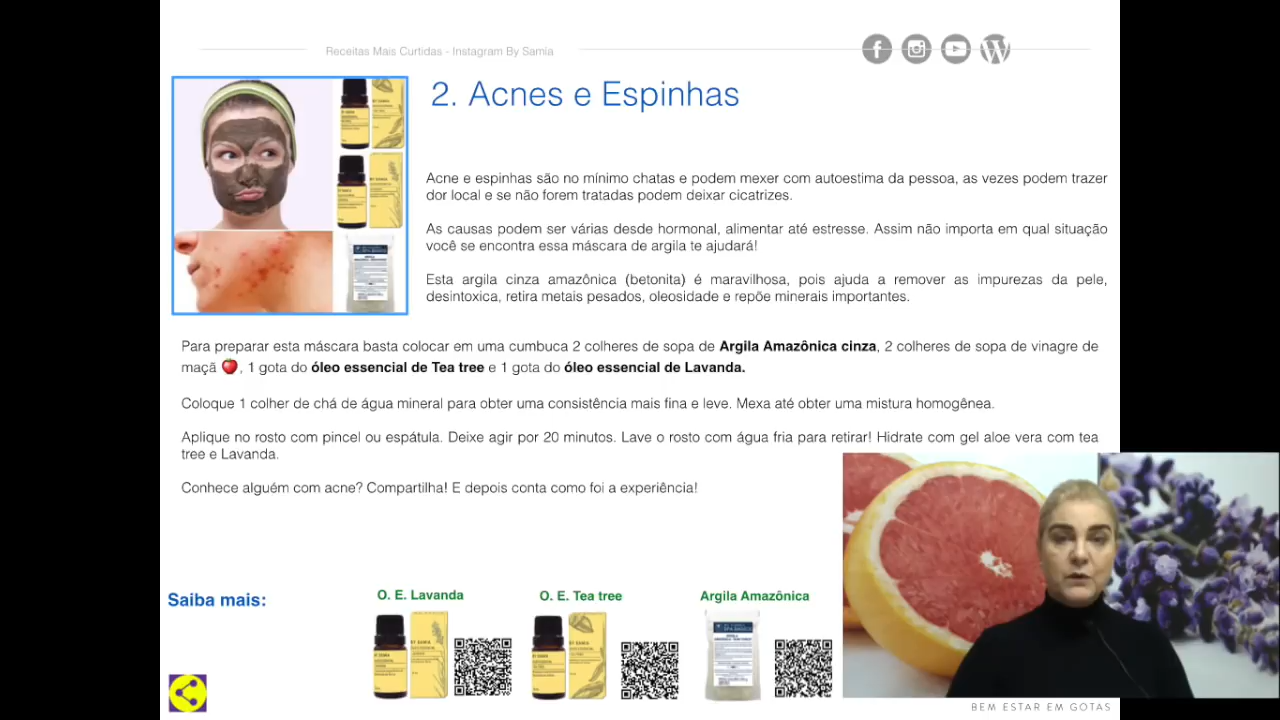 Receitas Mais Curtidas - Instagram By Samia
2. Acnes e Espinhas
Acne e espinhas são no mínimo chatas e podem mexer com autoestima da pessoa, as vezes podem trazer
dor local e se não forem tratadas podem deixar cicatrizes.
As causas podem ser várias desde hormonal, alimentar até estresse. Assim não importa em qual situação
você se encontra essa máscara de argila te ajudará!
Esta argila cinza amazônica (betonita) é maravilhosa, pois ajuda a remover as impurezas da pele,
desintoxica, retira metais pesados, oleosidade e repõe minerais importantes.
Para preparar esta máscara basta colocar em uma cumbuca 2 colheres de sopa de Argila Amazônica cinza, 2 colheres de sopa de vinagre de
maçã 🍎, 1 gota do óleo essencial de Tea tree e 1 gota do óleo essencial de Lavanda.
Coloque 1 colher de chá de água mineral para obter uma consistência mais fina e leve. Mexa até obter uma mistura homogênea.
Aplique no rosto com pincel ou espátula. Deixe agir por 20 minutos. Lave o rosto com água fria para retirar! Hidrate com gel aloe vera com tea
tree e Lavanda.
Conhece alguém com acne? Compartilha! E depois conta como foi a experiência!
Saiba mais:
O. E. Lavanda
O. E. Tea tree
Argila Amazônica
BEM ESTAR EM GOTAS